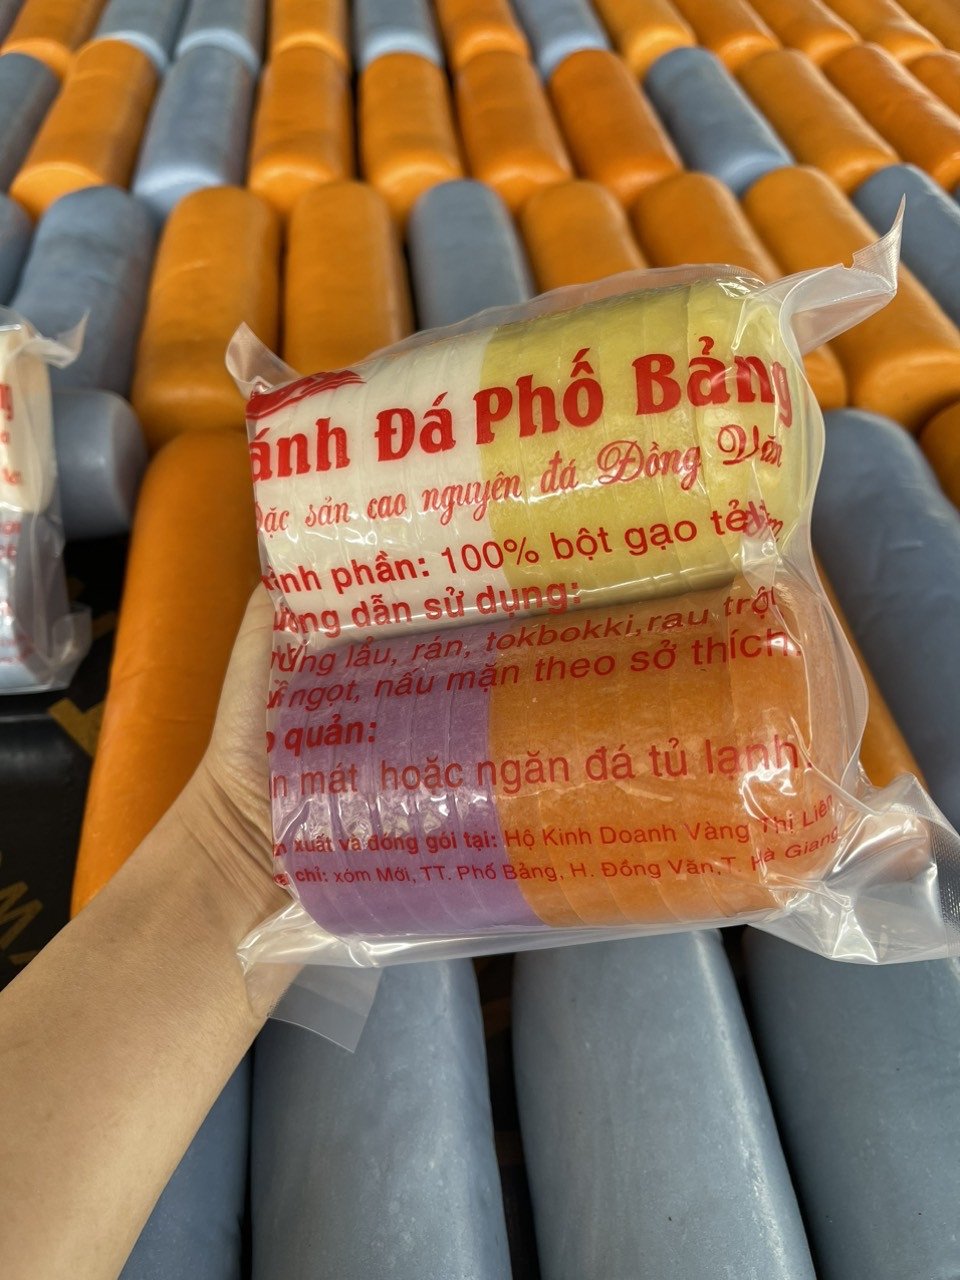 ánh Đá Phố Bảng
Đặc sản cao nguyên đá Đồng Văn
ành phần: 100% bột gạo tẻ
ướng dẫn sử dụng:
lẩu, rán, tokbokki, rau trộn
ngọt, nấu mặn theo sở thích.
quản:
mát hoặc ngăn đá tủ lạnh.
xuất và đóng gói tại: Hộ Kinh Doanh Vàng Thị Liên
chỉ: xóm Mới, TT. Phố Bảng, H. Đồng Văn, T. Hà Giang